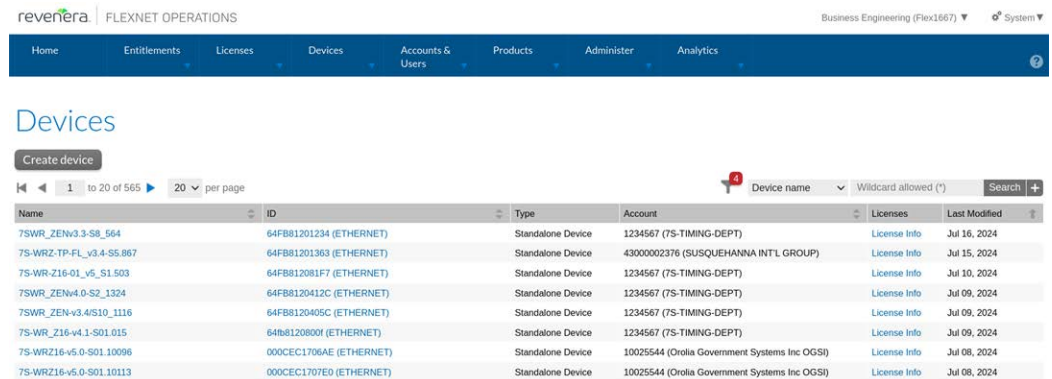 revenera. FLEXNET OPERATIONS Business Engineering (Flex1667) System
Home Entitlements Licenses Devices Accounts & Users Products Administer Analytics
Devices
Create device
1 to 20 of 565 20 per page 4 Device name Wildcard allowed (*) Search +
Name ID Type Account Licenses Last Modified
7SWR_ZENv3.3-S8_564 64FB81201234 (ETHERNET) Standalone Device 1234567 (7S-TIMING-DEPT) License Info Jul 16, 2024
7S-WRZ-TP-FL_v3.4-S5.867 64FB81201363 (ETHERNET) Standalone Device 43000002376 (SUSQUEHANNA INT'L GROUP) License Info Jul 15, 2024
7S-WR-Z16-01_v5_S1.503 64FB812081F7 (ETHERNET) Standalone Device 1234567 (7S-TIMING-DEPT) License Info Jul 10, 2024
7SWR_ZENv4.0-S2_1324 64FB8120412C (ETHERNET) Standalone Device 1234567 (7S-TIMING-DEPT) License Info Jul 09, 2024
7SWR_ZEN-v3.4/S10_1116 64FB8120405C (ETHERNET) Standalone Device 1234567 (7S-TIMING-DEPT) License Info Jul 09, 2024
7S-WR_Z16-v4.1-S01.015 64fb8120800f (ETHERNET) Standalone Device 1234567 (7S-TIMING-DEPT) License Info Jul 09, 2024
7S-WRZ16-v5.0-S01.10096 000CEC1706AE (ETHERNET) Standalone Device 10025544 (Orolia Government Systems Inc OGSI) License Info Jul 08, 2024
7S-WRZ16-v5.0-S01.10113 000CEC1707E0 (ETHERNET) Standalone Device 10025544 (Orolia Government Systems Inc OGSI) License Info Jul 08, 2024